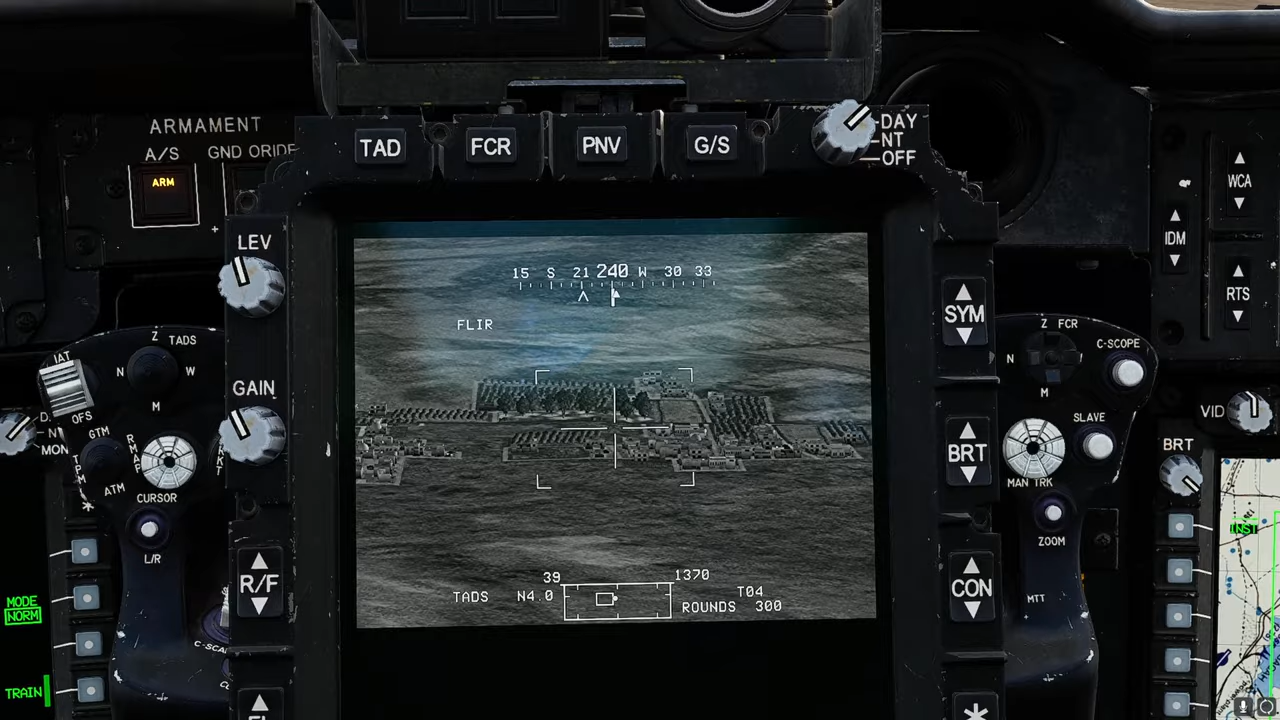 ARMAMENT
A/S
GND ORIDE
ARM
TAD
FCR
PNV
G/S
DAY
NT
OFF
WCA
IDM
RTS
LEV
GAIN
SYM
BRT
CON
R/F
15 S 21 240 W 30 33
FLIR
39
1370
TADS N4.0
T04
ROUNDS 300
IAT
Z TADS
N
W
M
OFS
GTM
RMAP
TPM
ATM
MON
CURSOR
L/R
MODE
NORM
TRAIN
Z FCR
C-SCOPE
N
M
SLAVE
MAN TRK
ZOOM
MTT
VID
BRT
INST
*
*